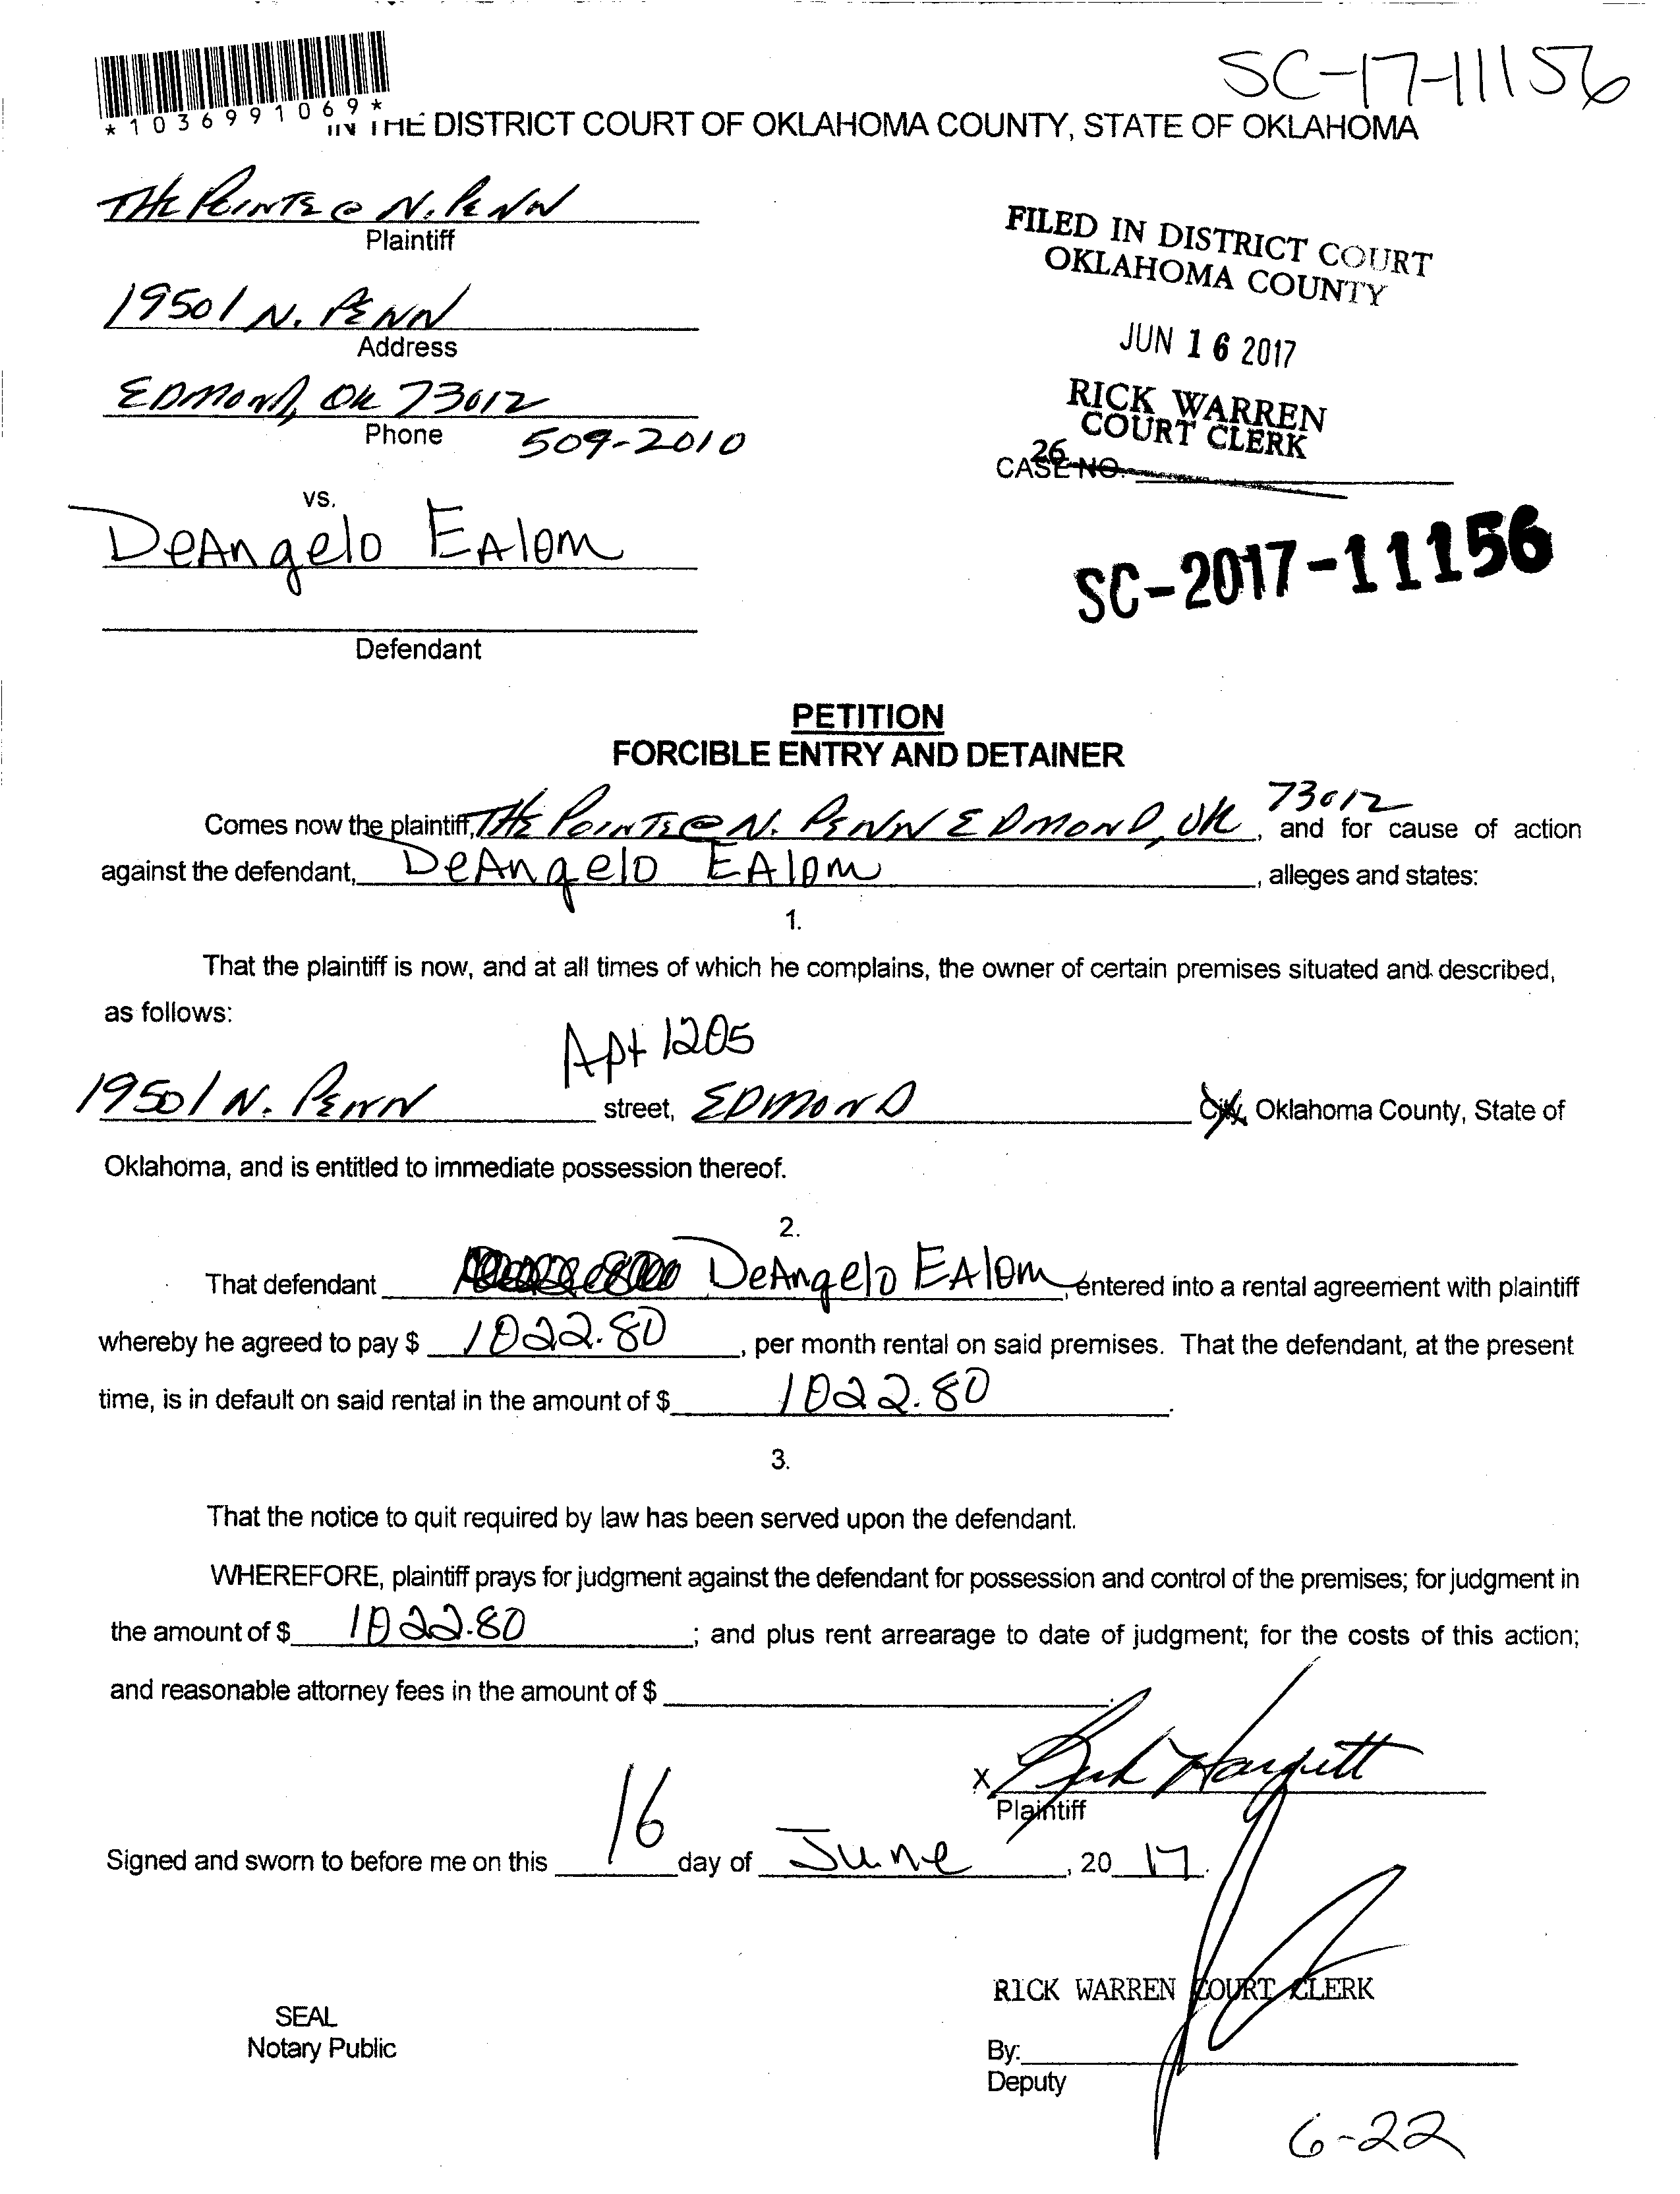 SC-17-11156
*1036991069*
IN THE DISTRICT COURT OF OKLAHOMA COUNTY, STATE OF OKLAHOMA
THE POINTE @ N. PENN
Plaintiff
FILED IN DISTRICT COURT
OKLAHOMA COUNTY
19501 N. PENN
Address
JUN 16 2017
EDMOND, OK 73012
RICK WARREN
COURT CLERK
Phone 509-2010
26
CASE NO.
vs.
DeAngelo EAlom
SC-2017-11156
Defendant
PETITION
FORCIBLE ENTRY AND DETAINER
Comes now the plaintiff, THE POINTE @ N. PENN EDMOND, OK 73012, and for cause of action
against the defendant, DeAngelo EAlom, alleges and states:
1.
That the plaintiff is now, and at all times of which he complains, the owner of certain premises situated and described,
as follows:
Apt 1205
19501 N. PENN street, EDMOND City, Oklahoma County, State of
Oklahoma, and is entitled to immediate possession thereof.
2.
That defendant DeAngelo EAlom, entered into a rental agreement with plaintiff
whereby he agreed to pay $ 1022.80, per month rental on said premises. That the defendant, at the present
time, is in default on said rental in the amount of $ 1022.80.
3.
That the notice to quit required by law has been served upon the defendant.
WHEREFORE, plaintiff prays for judgment against the defendant for possession and control of the premises; for judgment in
the amount of $ 1022.80; and plus rent arrearage to date of judgment; for the costs of this action;
and reasonable attorney fees in the amount of $ .
X Hargett
Plaintiff
Signed and sworn to before me on this 16 day of June, 20 17.
RICK WARREN COURT CLERK
SEAL
Notary Public
By:
Deputy
6-22